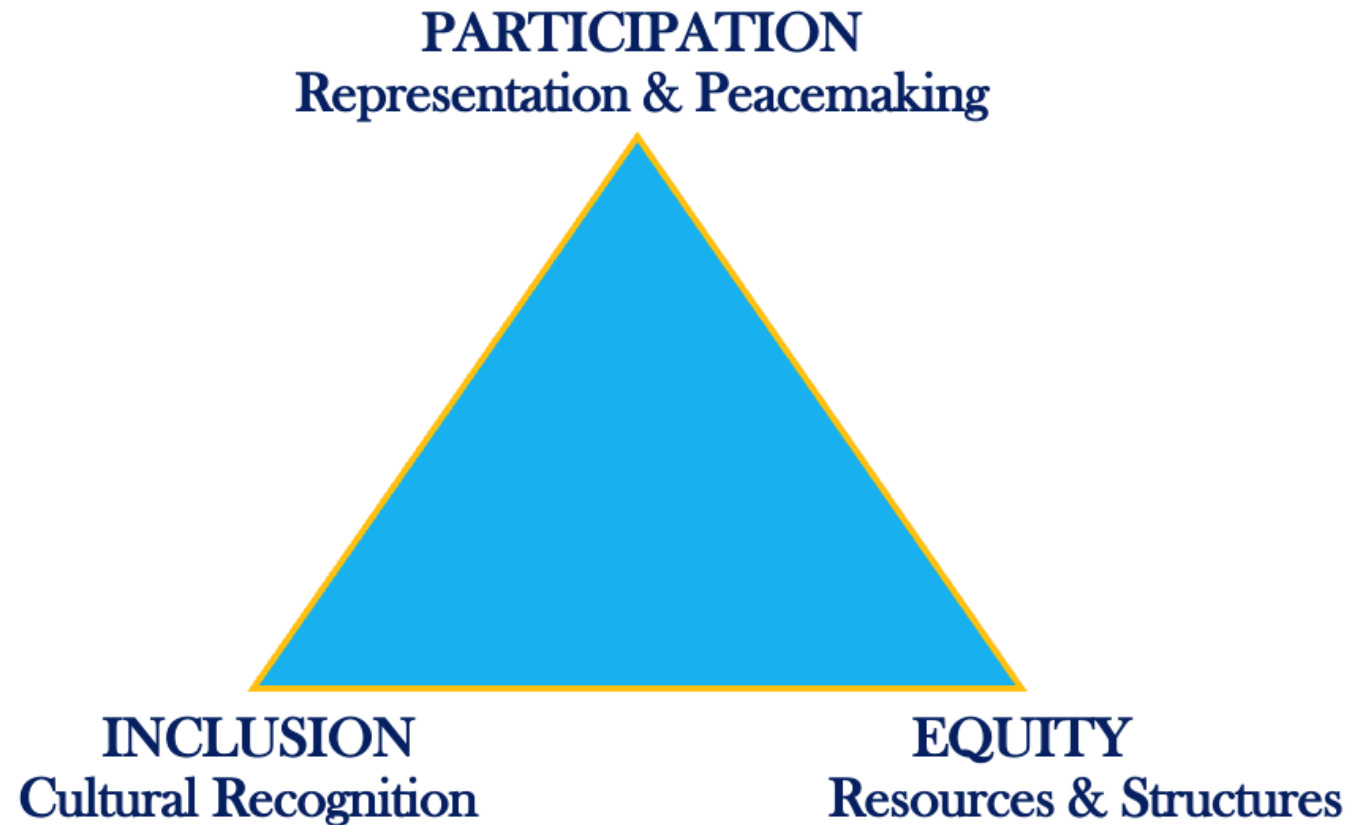 PARTICIPATION
Representation & Peacemaking
INCLUSION
Cultural Recognition
EQUITY
Resources & Structures